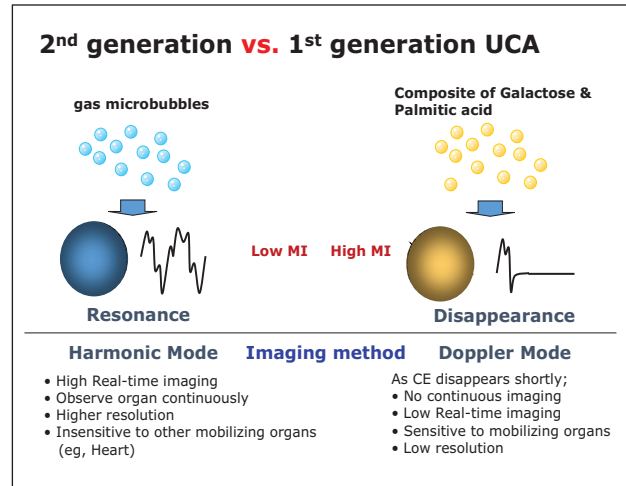 2nd generation vs. 1st generation UCA
gas microbubbles
Composite of Galactose &
Palmitic acid
Low MI
High MI
Resonance
Disappearance
Harmonic Mode
Imaging method
Doppler Mode
• High Real-time imaging
• Observe organ continuously
• Higher resolution
• Insensitive to other mobilizing organs
(eg, Heart)
As CE disappears shortly;
• No continuous imaging
• Low Real-time imaging
• Sensitive to mobilizing organs
• Low resolution